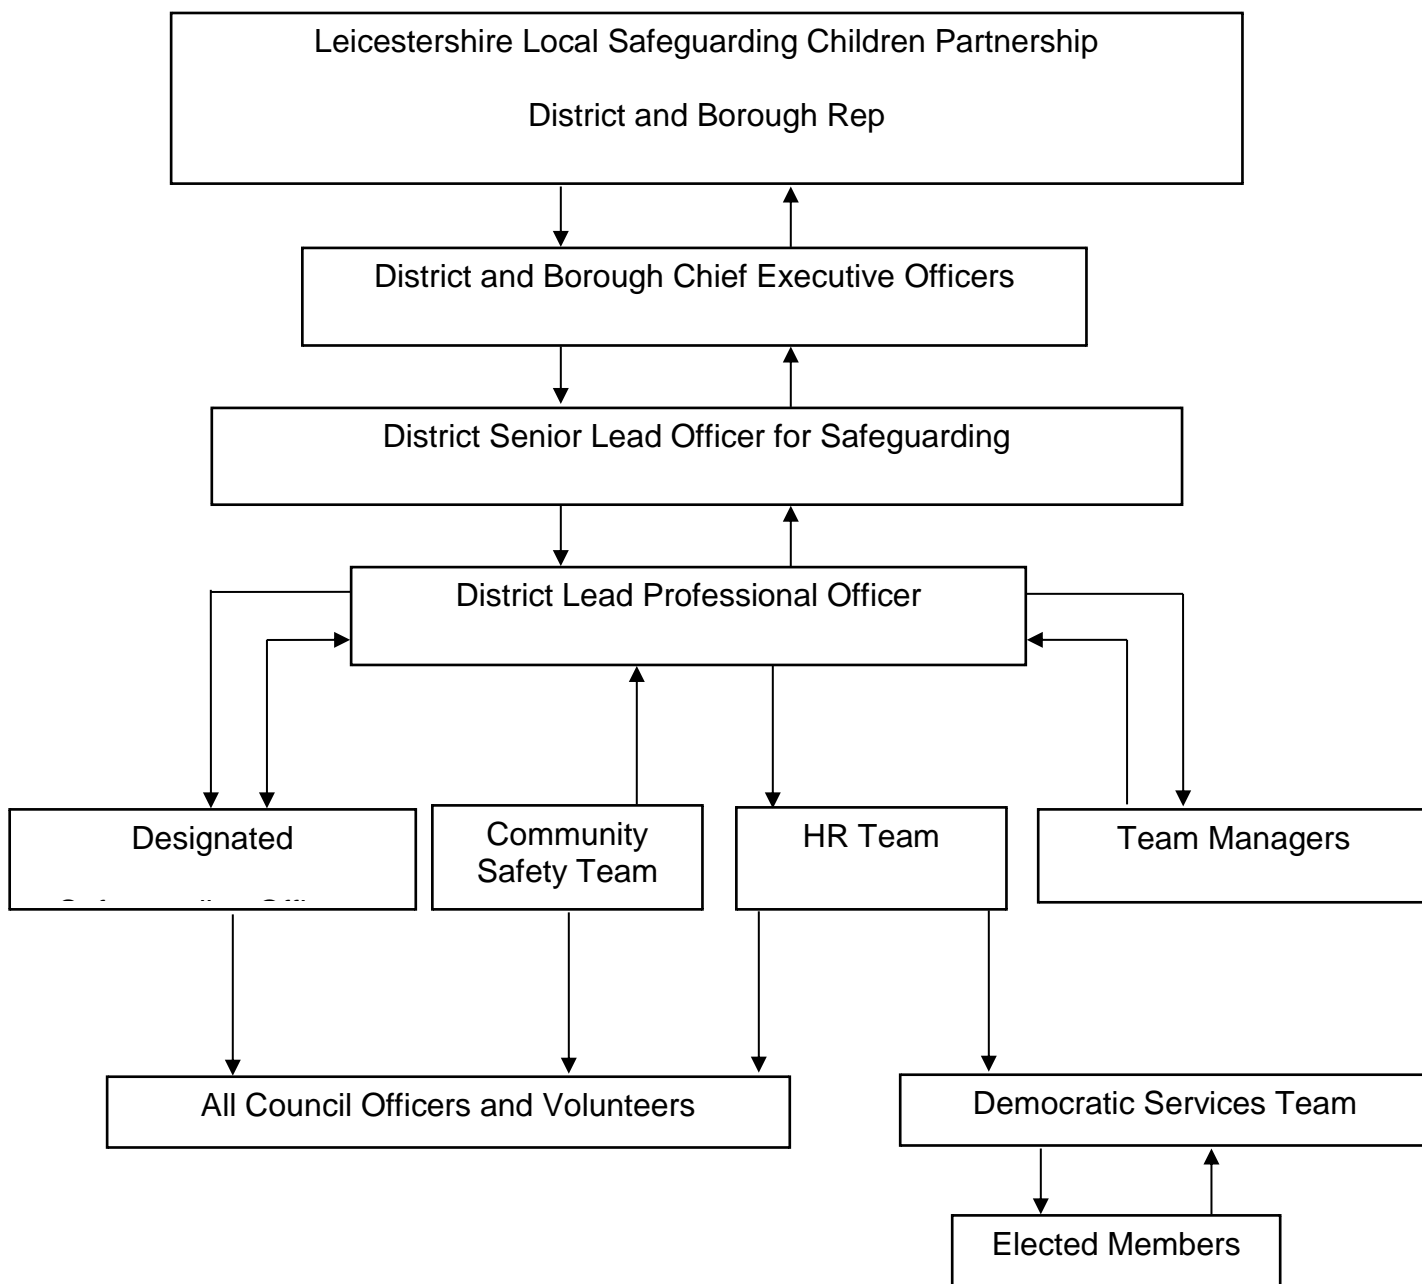 Leicestershire Local Safeguarding Children Partnership
District and Borough Rep
District and Borough Chief Executive Officers
District Senior Lead Officer for Safeguarding
District Lead Professional Officer
Designated
Community
Safety Team
HR Team
Team Managers
All Council Officers and Volunteers
Democratic Services Team
Elected Members